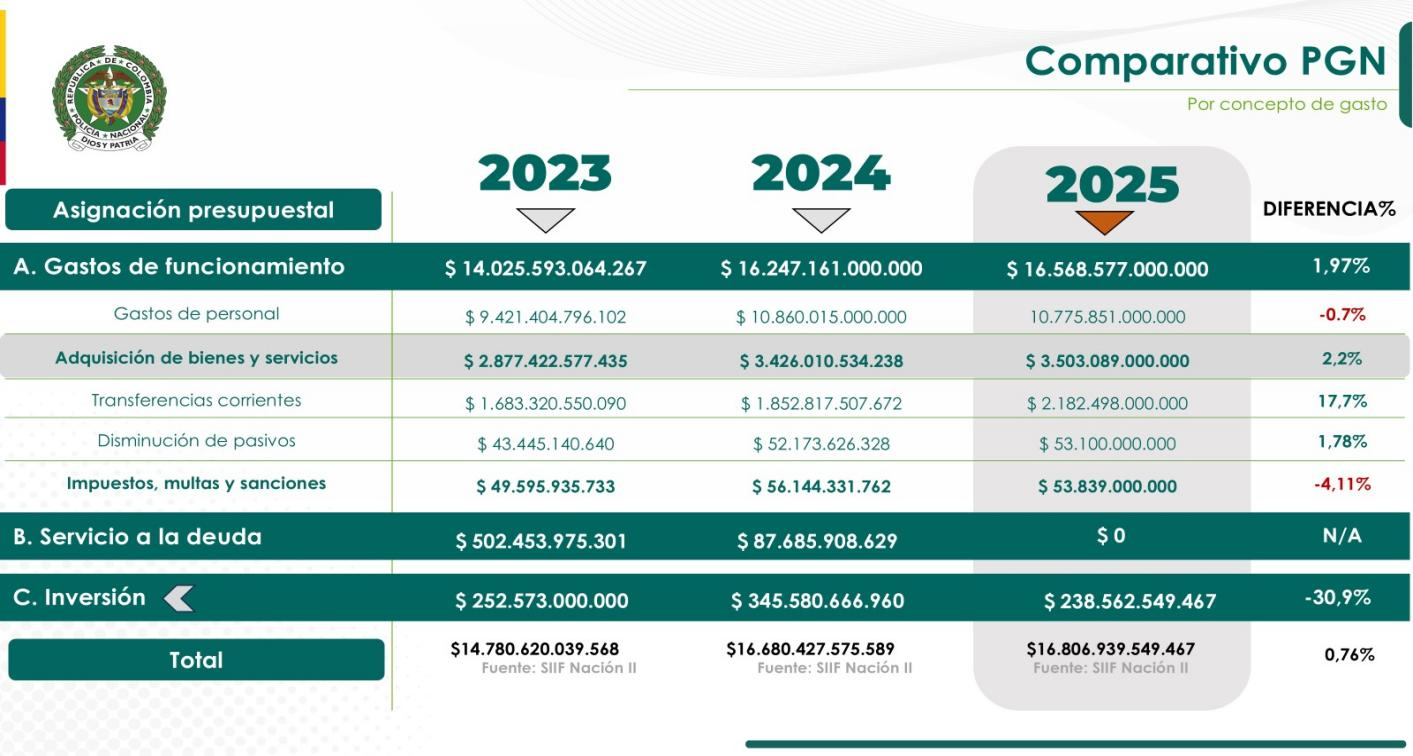 REPUBLICA ★ DE ★ COLOMBIA
POLICIA ★ NACIONAL
DIOS Y PATRIA
Comparativo PGN
Por concepto de gasto
Asignación presupuestal 2023 2024 2025 DIFERENCIA%
A. Gastos de funcionamiento $ 14.025.593.064.267 $ 16.247.161.000.000 $ 16.568.577.000.000 1,97%
Gastos de personal $ 9.421.404.796.102 $ 10.860.015.000.000 10.775.851.000.000 -0.7%
Adquisición de bienes y servicios $ 2.877.422.577.435 $ 3.426.010.534.238 $ 3.503.089.000.000 2,2%
Transferencias corrientes $ 1.683.320.550.090 $ 1.852.817.507.672 $ 2.182.498.000.000 17,7%
Disminución de pasivos $ 43.445.140.640 $ 52.173.626.328 $ 53.100.000.000 1,78%
Impuestos, multas y sanciones $ 49.595.935.733 $ 56.144.331.762 $ 53.839.000.000 -4,11%
B. Servicio a la deuda $ 502.453.975.301 $ 87.685.908.629 $ 0 N/A
C. Inversión $ 252.573.000.000 $ 345.580.666.960 $ 238.562.549.467 -30,9%
Total $14.780.620.039.568 $16.680.427.575.589 $16.806.939.549.467 0,76%
Fuente: SIIF Nación II Fuente: SIIF Nación II Fuente: SIIF Nación II